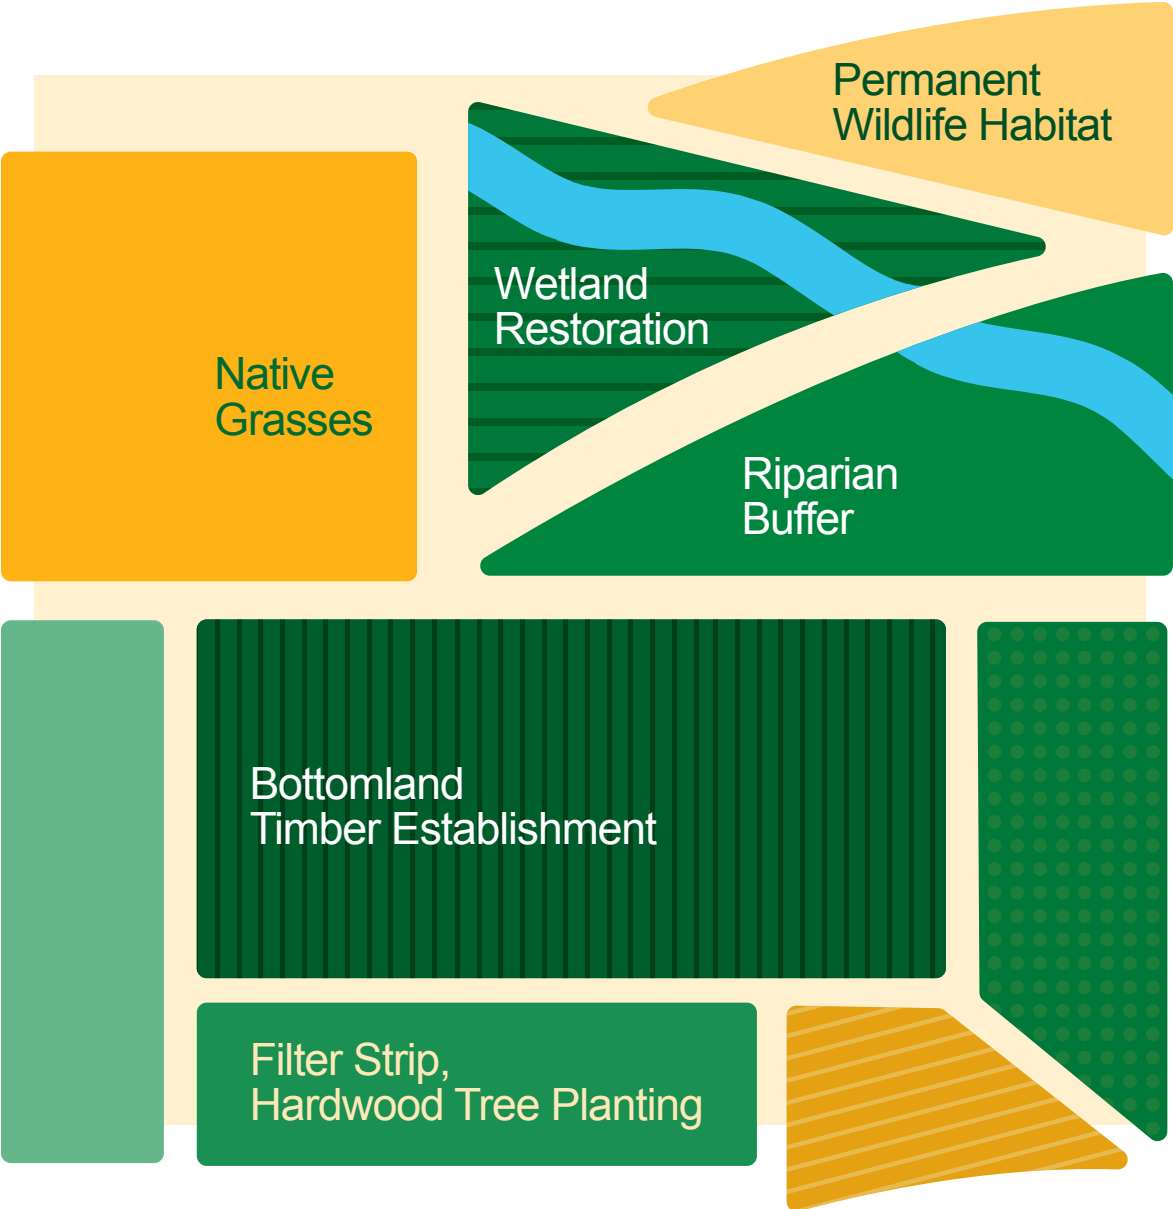 Permanent
Wildlife Habitat
Wetland
Restoration
Native
Grasses
Riparian
Buffer
Bottomland
Timber Establishment
Filter Strip,
Hardwood Tree Planting